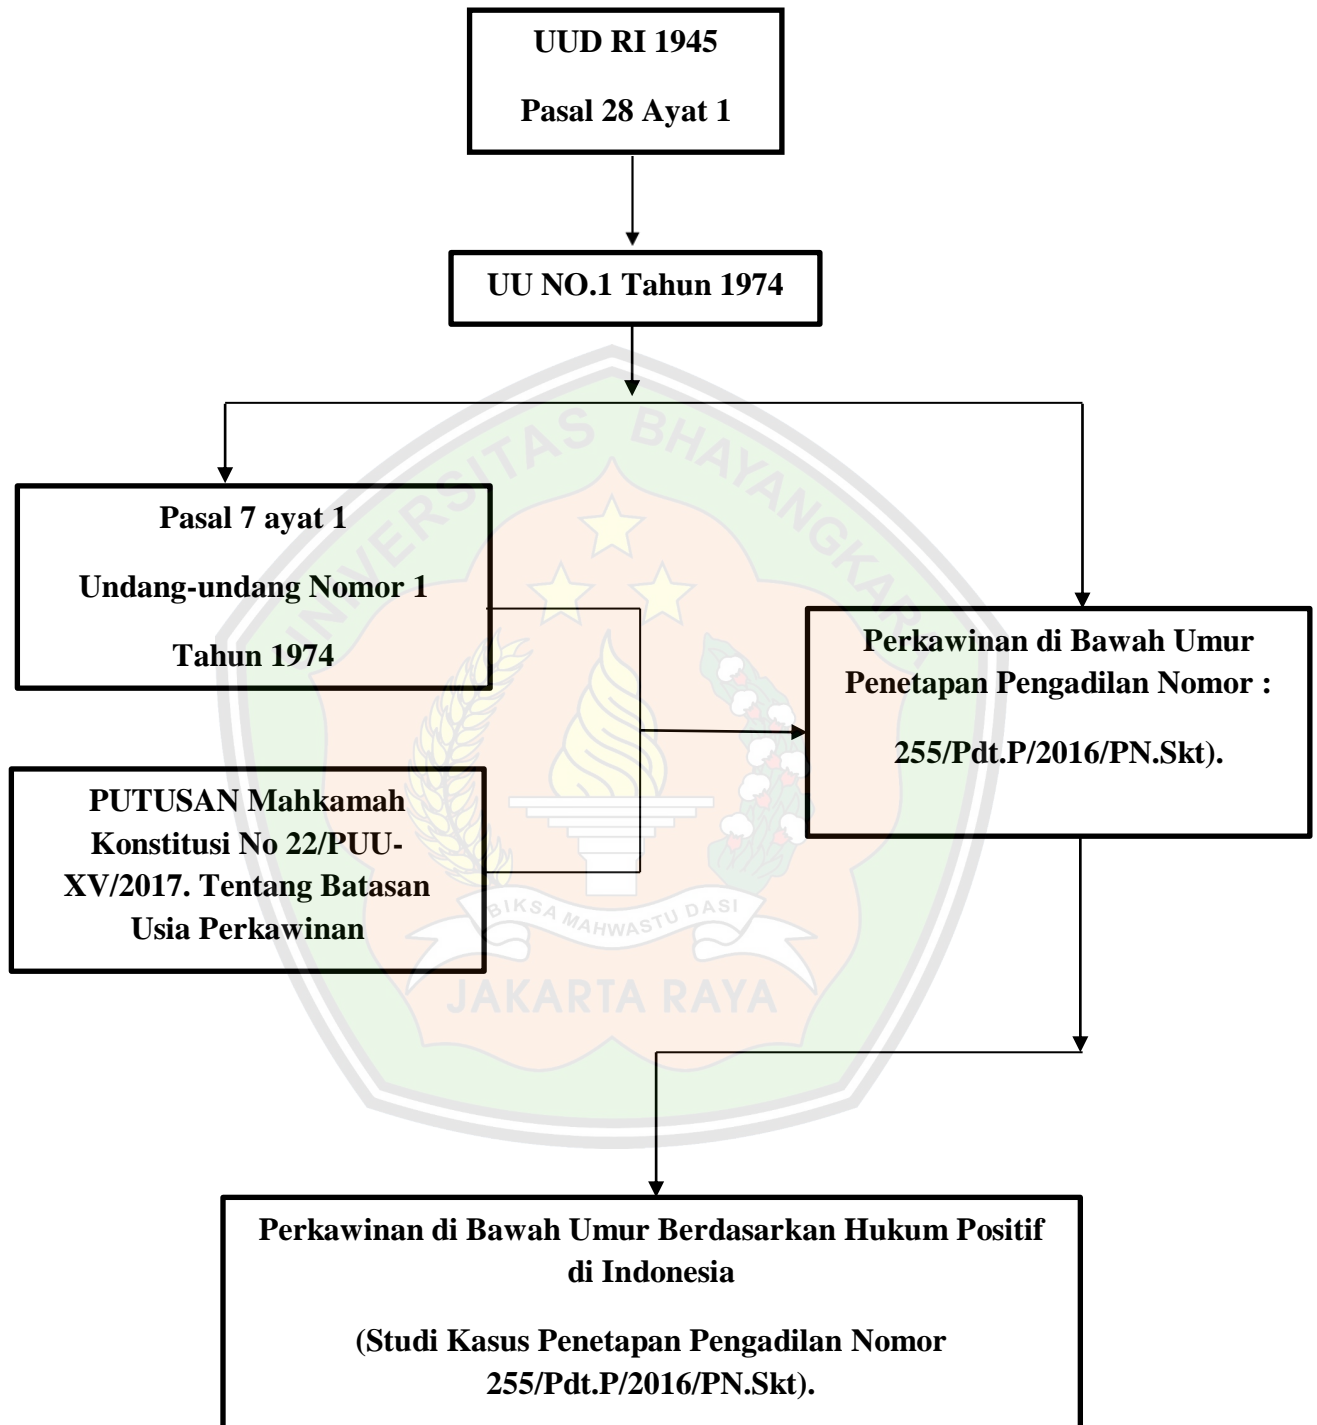 UUD RI 1945
Pasal 28 Ayat 1
UU NO.1 Tahun 1974
UNIVERSITAS BHAYANGKARA
Pasal 7 ayat 1
Undang-undang Nomor 1
Tahun 1974
Perkawinan di Bawah Umur
Penetapan Pengadilan Nomor :
255/Pdt.P/2016/PN.Skt).
PUTUSAN Mahkamah
Konstitusi No 22/PUU-
XV/2017. Tentang Batasan
Usia Perkawinan
BIKSA MAHWASTU DASI
JAKARTA RAYA
Perkawinan di Bawah Umur Berdasarkan Hukum Positif
di Indonesia
(Studi Kasus Penetapan Pengadilan Nomor
255/Pdt.P/2016/PN.Skt).